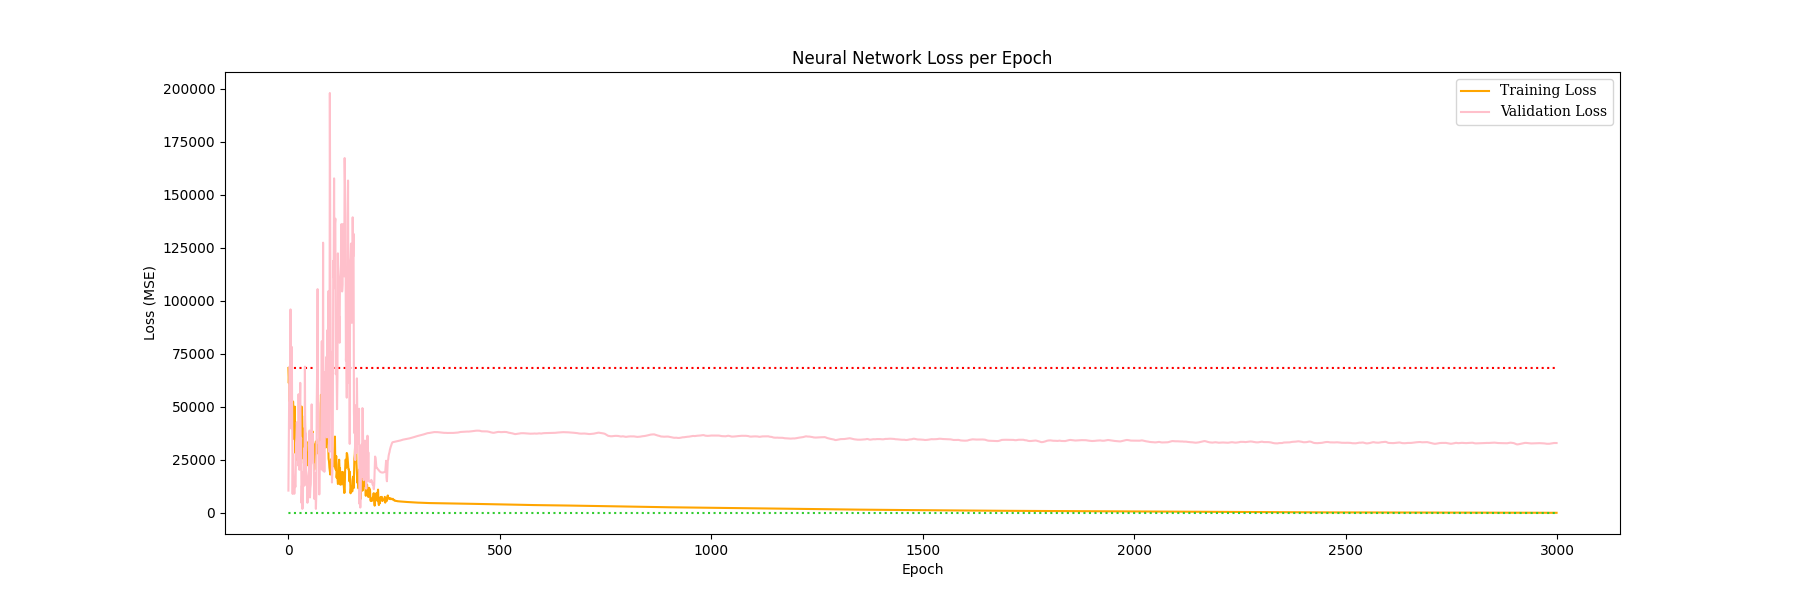 Neural Network Loss per Epoch
Training Loss
Validation Loss
Loss (MSE)
200000
175000
150000
125000
100000
75000
50000
25000
0
0 500 1000 1500 2000 2500 3000
Epoch